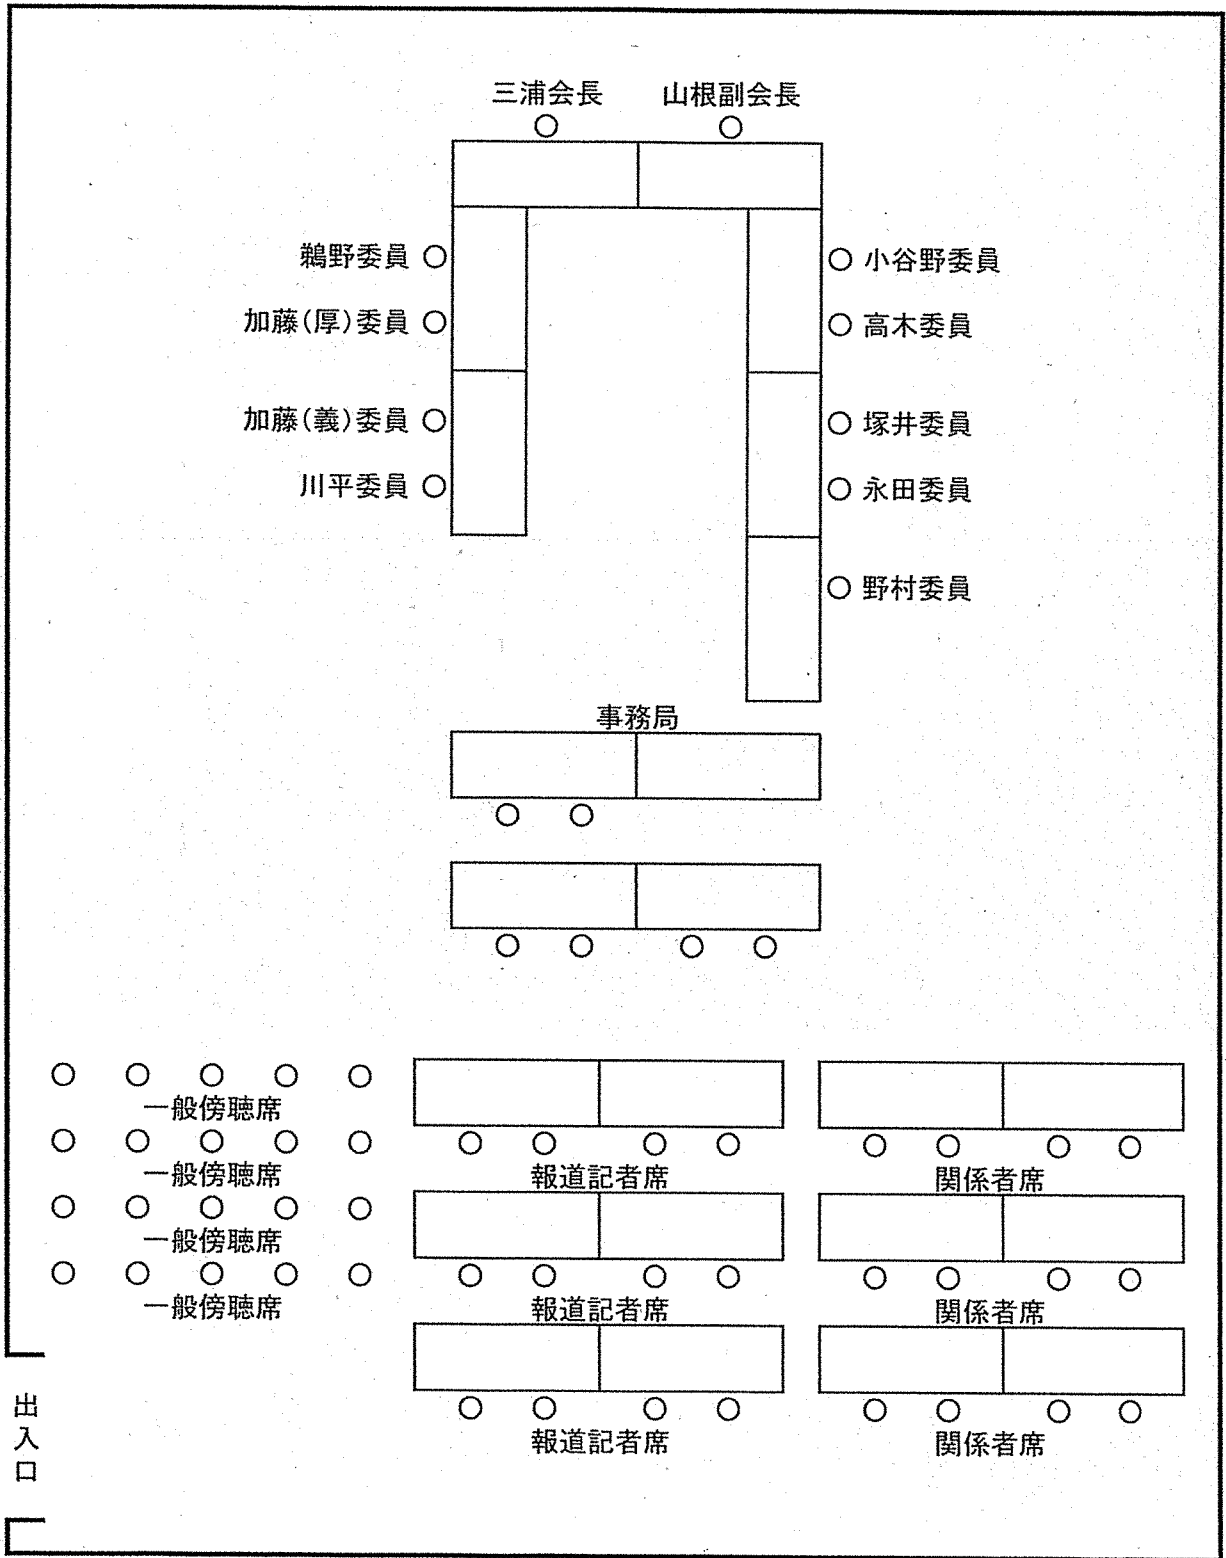 三浦会長 山根副会長
鵜野委員 小谷野委員
加藤(厚)委員 高木委員
加藤(義)委員 塚井委員
川平委員 永田委員
野村委員
事務局
一般傍聴席
一般傍聴席 報道記者席 関係者席
一般傍聴席
一般傍聴席 報道記者席 関係者席
報道記者席 関係者席
出入口